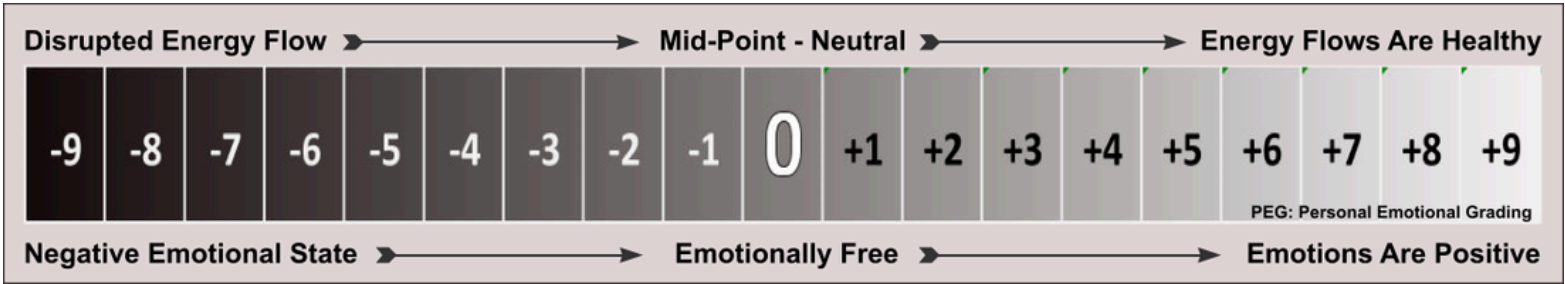 Disrupted Energy Flow Mid-Point - Neutral Energy Flows Are Healthy
-9 -8 -7 -6 -5 -4 -3 -2 -1 0 +1 +2 +3 +4 +5 +6 +7 +8 +9
PEG: Personal Emotional Grading
Negative Emotional State Emotionally Free Emotions Are Positive